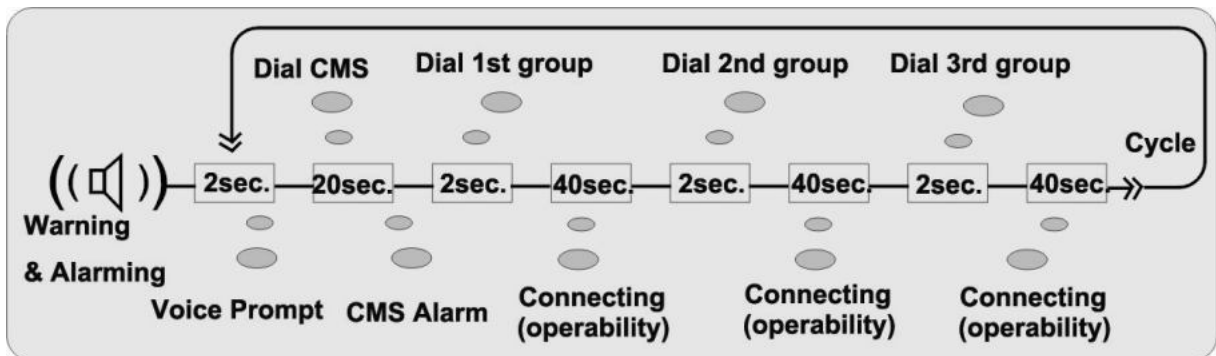 Dial CMS
Dial 1st group
Dial 2nd group
Dial 3rd group
Cycle
2sec.
20sec.
2sec.
40sec.
2sec.
40sec.
2sec.
40sec.
Warning
& Alarming
Voice Prompt
CMS Alarm
Connecting
(operability)
Connecting
(operability)
Connecting
(operability)